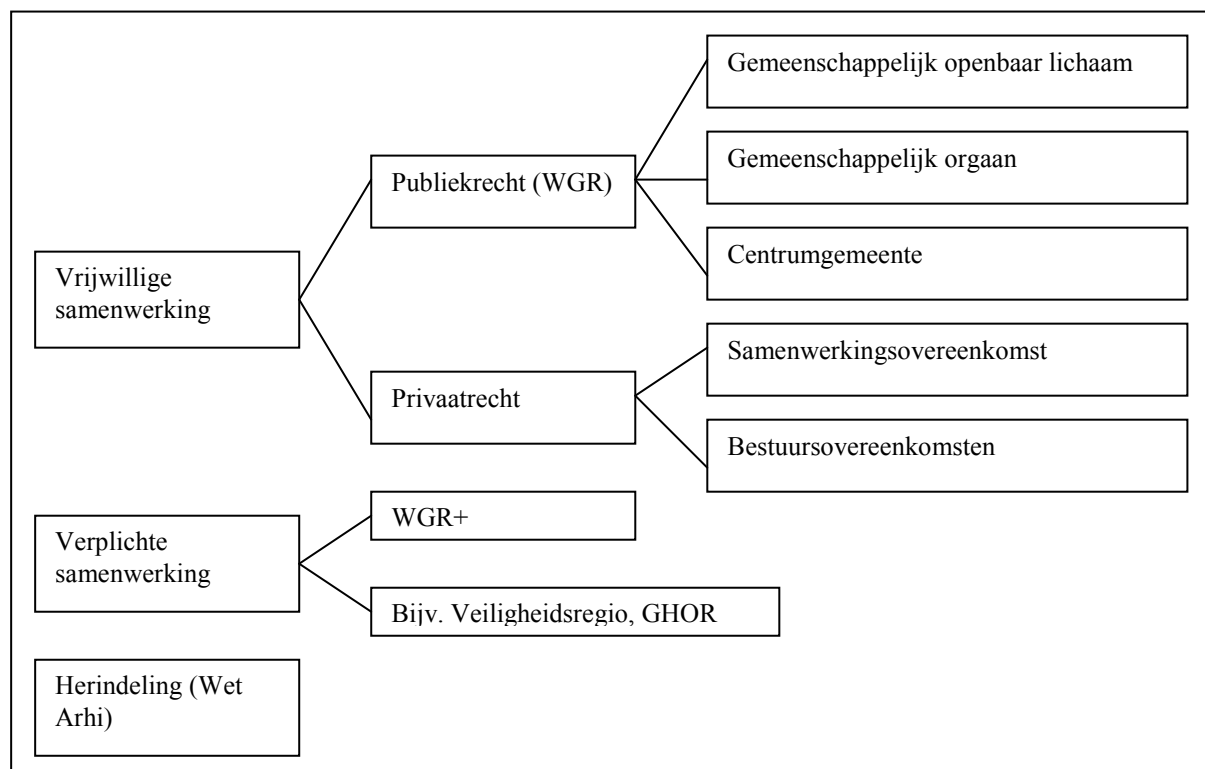 Gemeenschappelijk openbaar lichaam
Gemeenschappelijk orgaan
Publiekrecht (WGR)
Centrumgemeente
Vrijwillige
samenwerking
Samenwerkingsovereenkomst
Privaatrecht
Bestuursovereenkomsten
WGR+
Verplichte
samenwerking
Bijv. Veiligheidsregio, GHOR
Herindeling (Wet
Arhi)